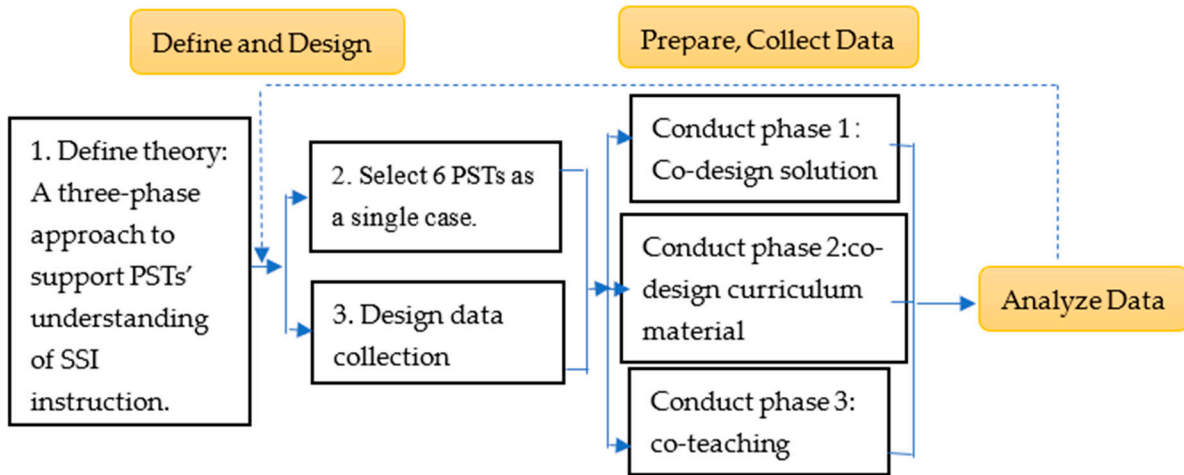 Define and Design
Prepare, Collect Data
1. Define theory:
A three-phase
approach to
support PSTs’
understanding
of SSI
instruction.
2. Select 6 PSTs as
a single case.
3. Design data
collection
Conduct phase 1:
Co-design solution
Conduct phase 2:co-
design curriculum
material
Conduct phase 3:
co-teaching
Analyze Data